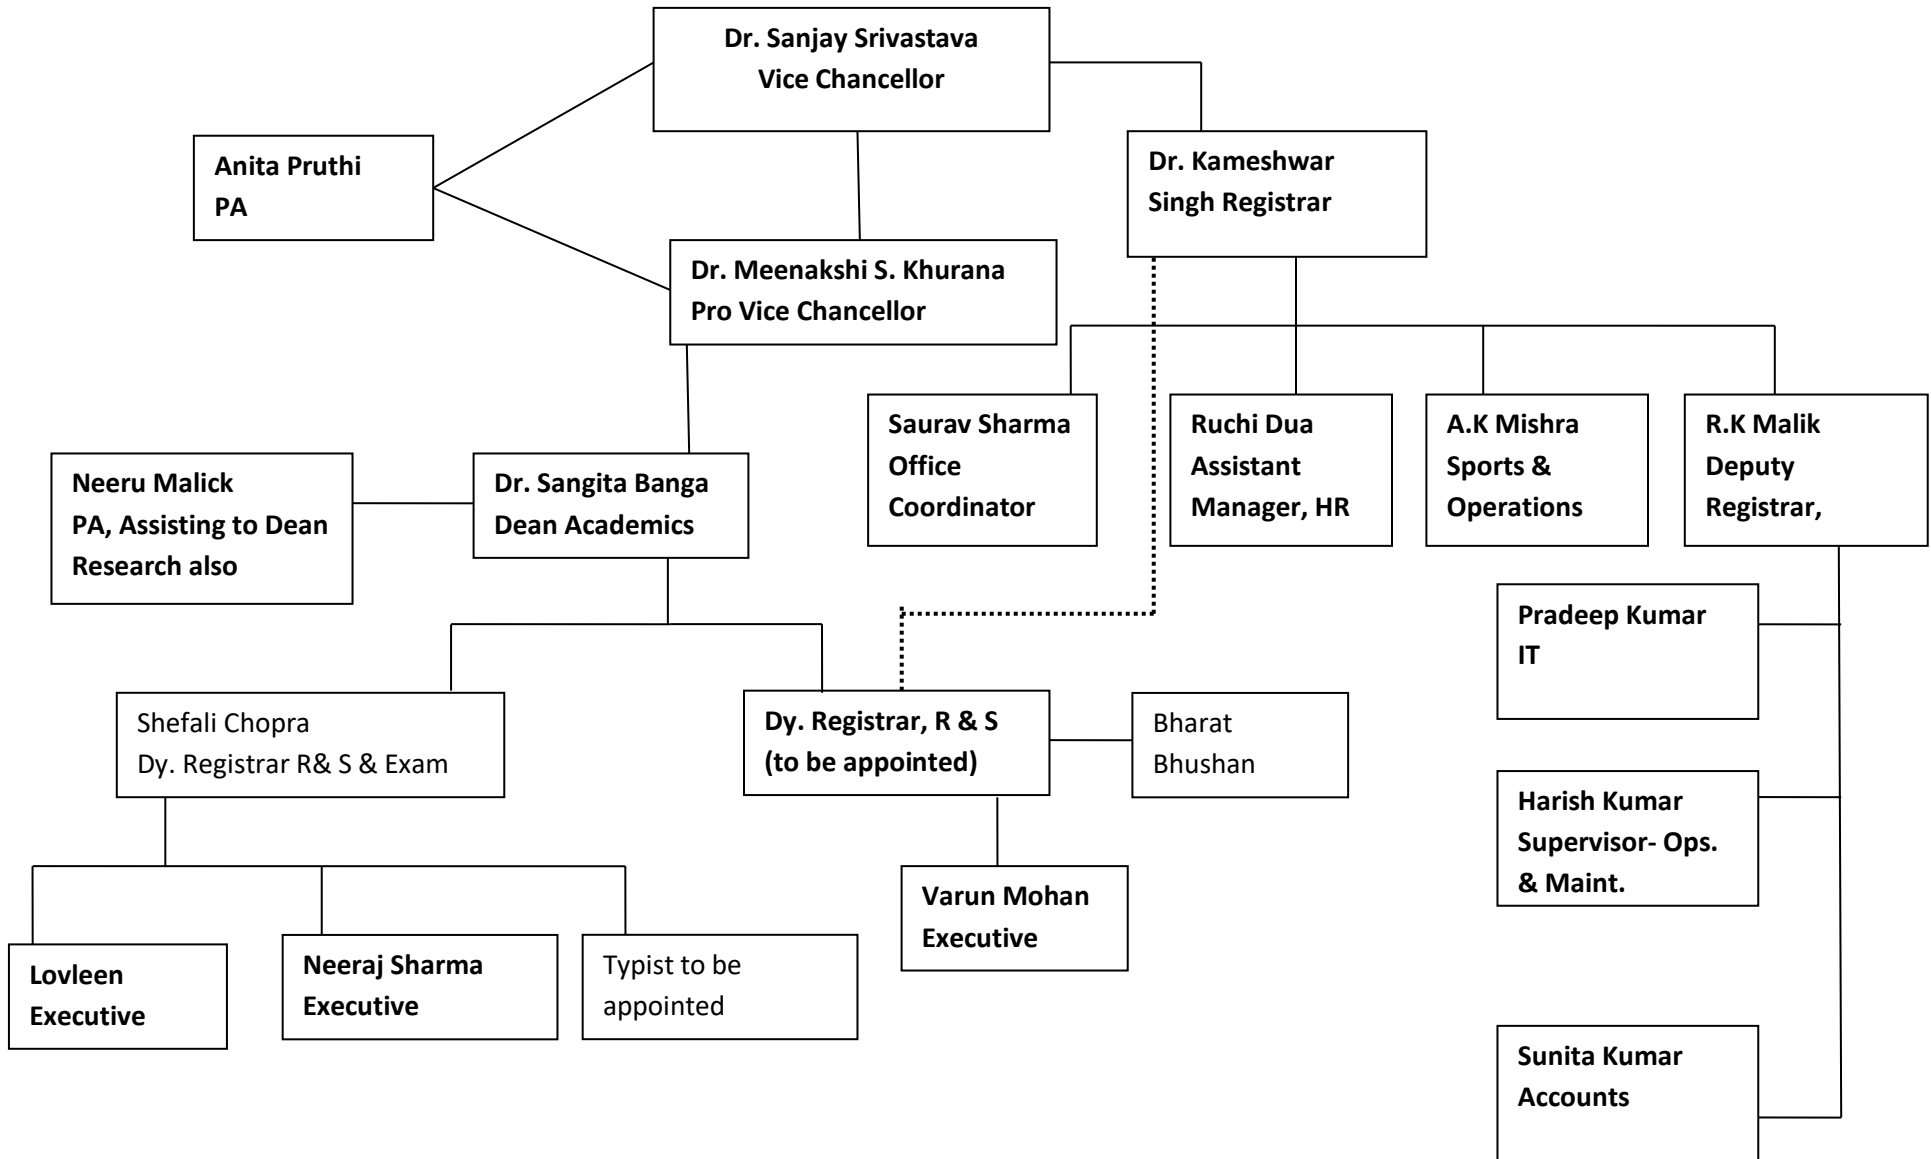 Dr. Sanjay Srivastava
Vice Chancellor
Anita Pruthi
PA
Dr. Kameshwar
Singh Registrar
Dr. Meenakshi S. Khurana
Pro Vice Chancellor
Saurav Sharma
Office
Coordinator
Ruchi Dua
Assistant
Manager, HR
A.K Mishra
Sports &
Operations
R.K Malik
Deputy
Registrar,
Neeru Malick
PA, Assisting to Dean
Research also
Dr. Sangita Banga
Dean Academics
Pradeep Kumar
IT
Shefali Chopra
Dy. Registrar R& S & Exam
Dy. Registrar, R & S
(to be appointed)
Bharat
Bhushan
Harish Kumar
Supervisor- Ops.
& Maint.
Varun Mohan
Executive
Lovleen
Executive
Neeraj Sharma
Executive
Typist to be
appointed
Sunita Kumar
Accounts